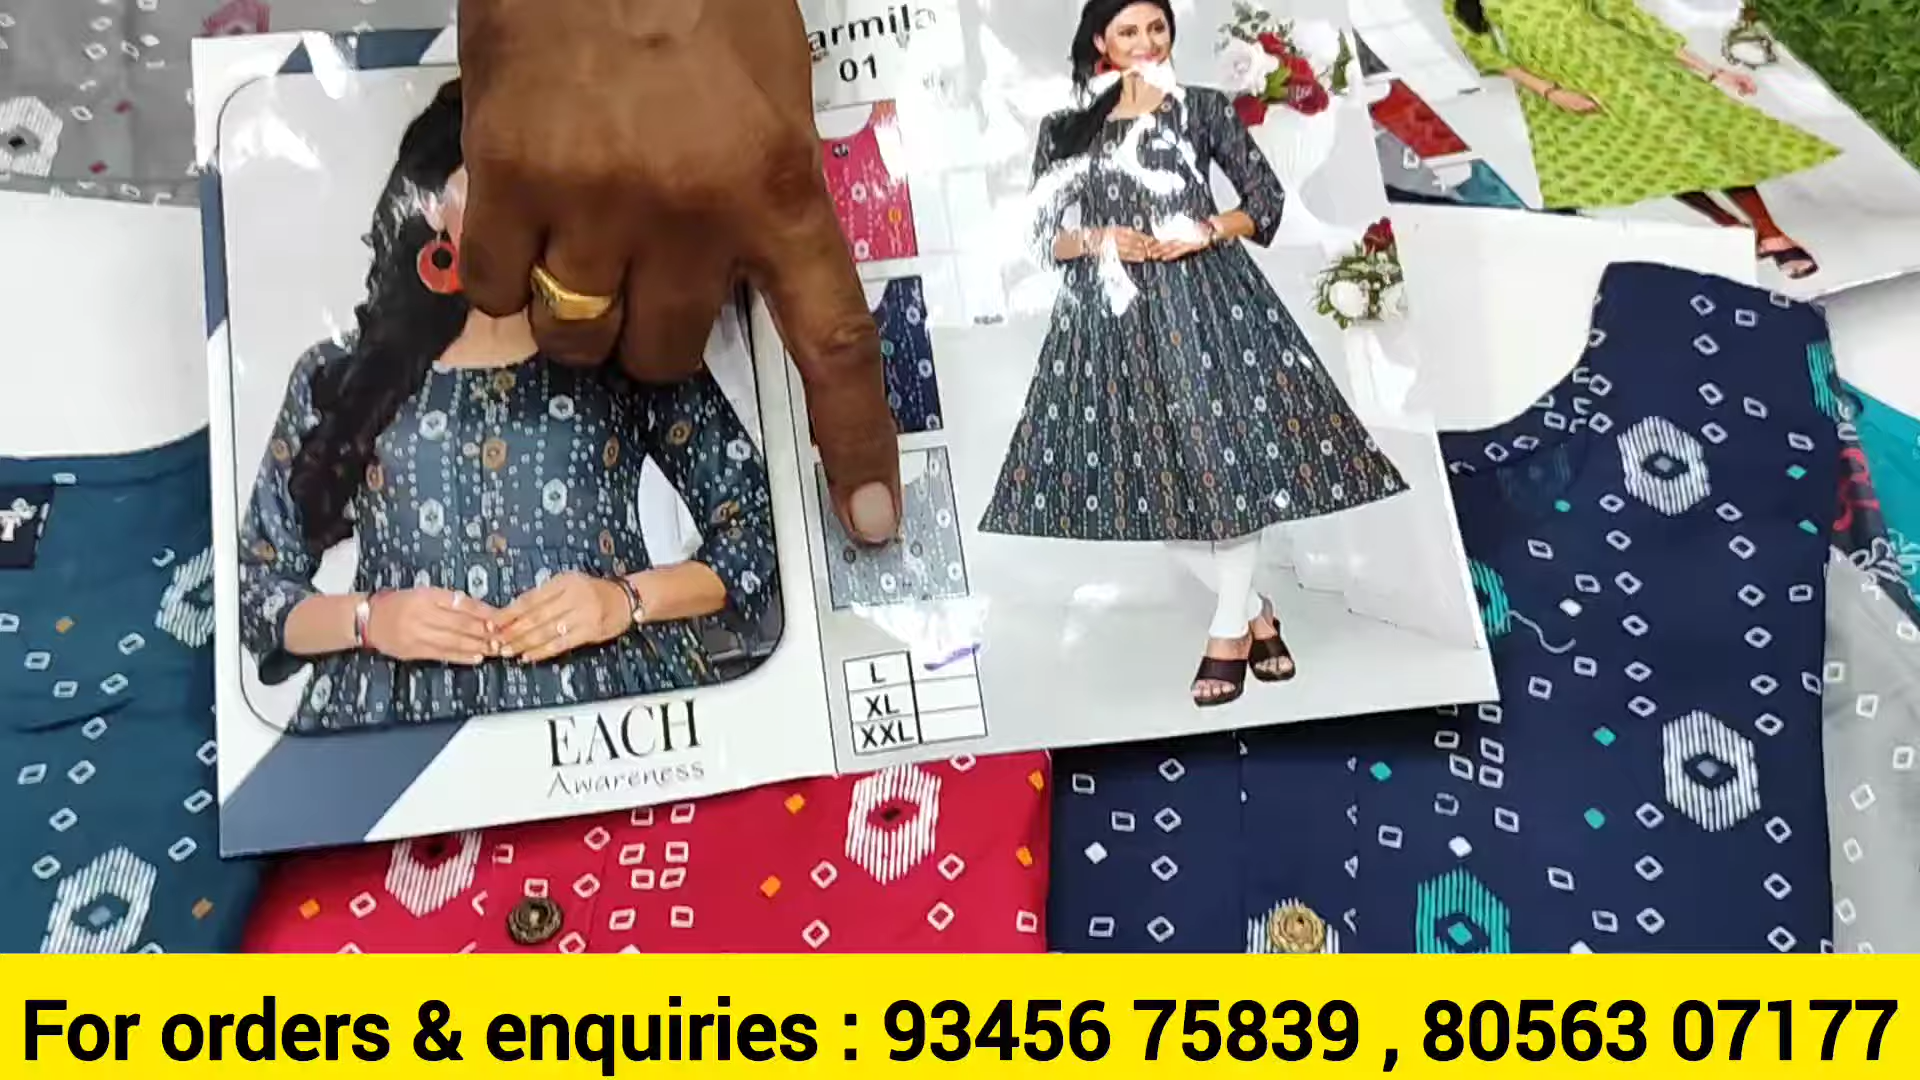 armila
01
L
XL
XXL
EACH
Awareness
For orders & enquiries : 93456 75839 , 80563 07177